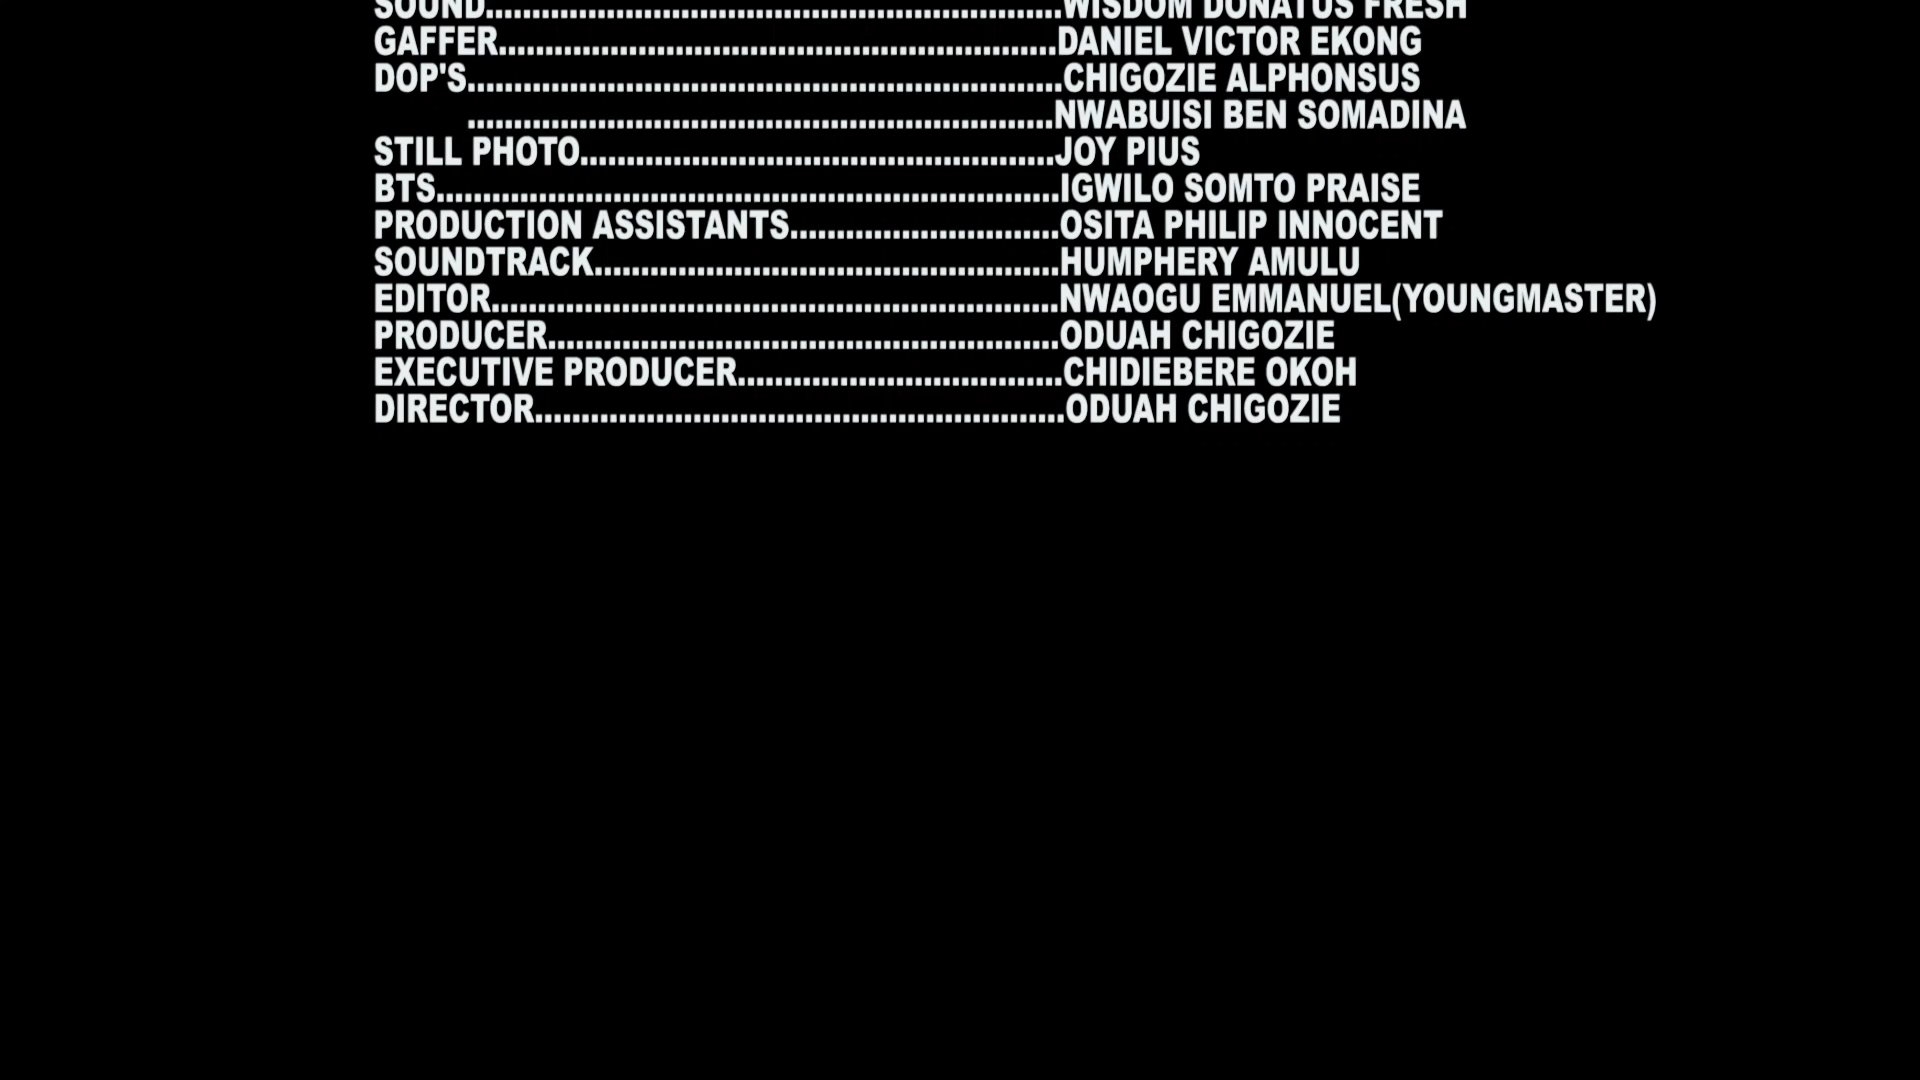 SOUND..............................................................WISDOM DONATUS FRESH
GAFFER............................................................DANIEL VICTOR EKONG
DOP'S................................................................CHIGOZIE ALPHONSUS
...............................................................NWABUISI BEN SOMADINA
STILL PHOTO...................................................JOY PIUS
BTS...................................................................IGWILO SOMTO PRAISE
PRODUCTION ASSISTANTS.............................OSITA PHILIP INNOCENT
SOUNDTRACK..................................................HUMPHERY AMULU
EDITOR.............................................................NWAOGU EMMANUEL(YOUNGMASTER)
PRODUCER.......................................................ODUAH CHIGOZIE
EXECUTIVE PRODUCER...................................CHIDIEBERE OKOH
DIRECTOR.........................................................ODUAH CHIGOZIE